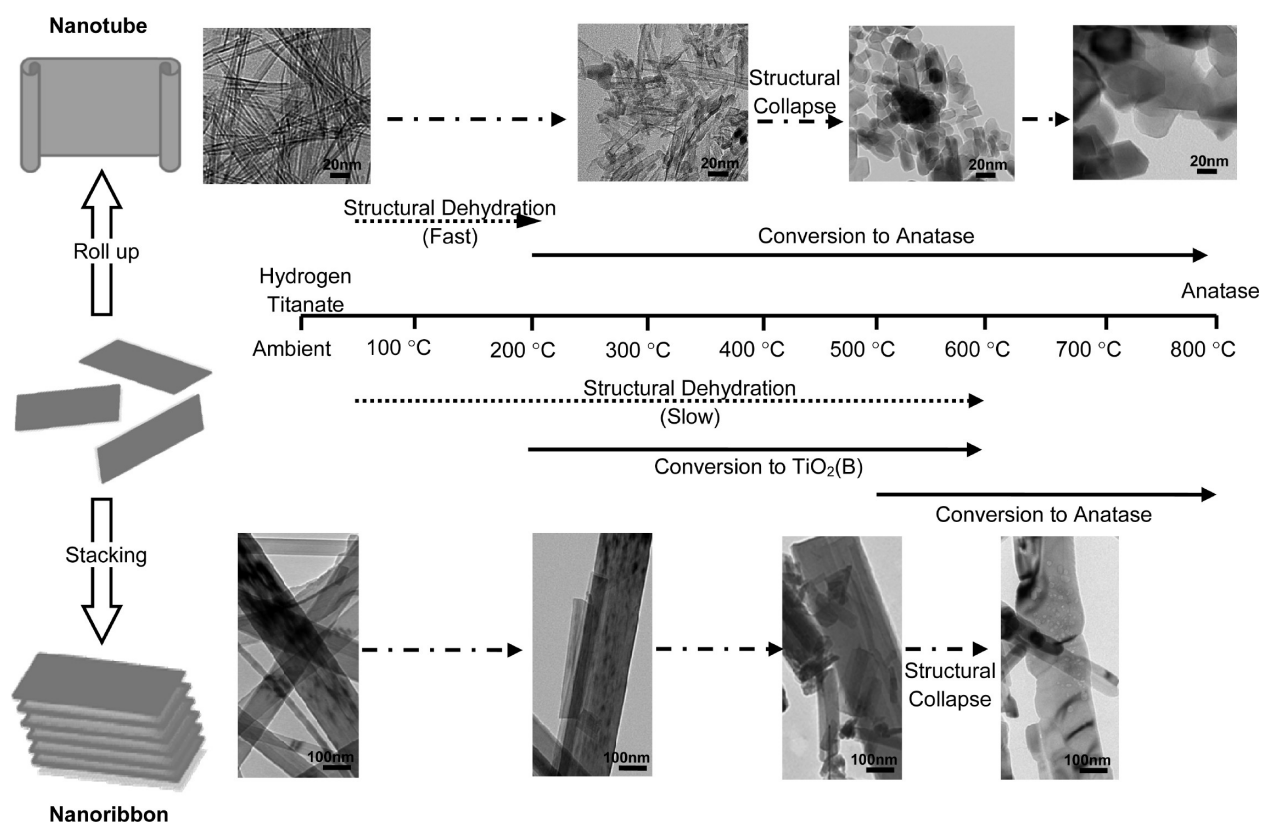 Nanotube
20nm
20nm
Structural
Collapse
20nm
20nm
Structural Dehydration
(Fast)
Conversion to Anatase
Roll up
Hydrogen
Titanate
Anatase
Ambient
100 °C
200 °C
300 °C
400 °C
500 °C
600 °C
700 °C
800 °C
Structural Dehydration
(Slow)
Conversion to TiO₂(B)
Conversion to Anatase
Stacking
100nm
100nm
100nm
Structural
Collapse
100nm
Nanoribbon